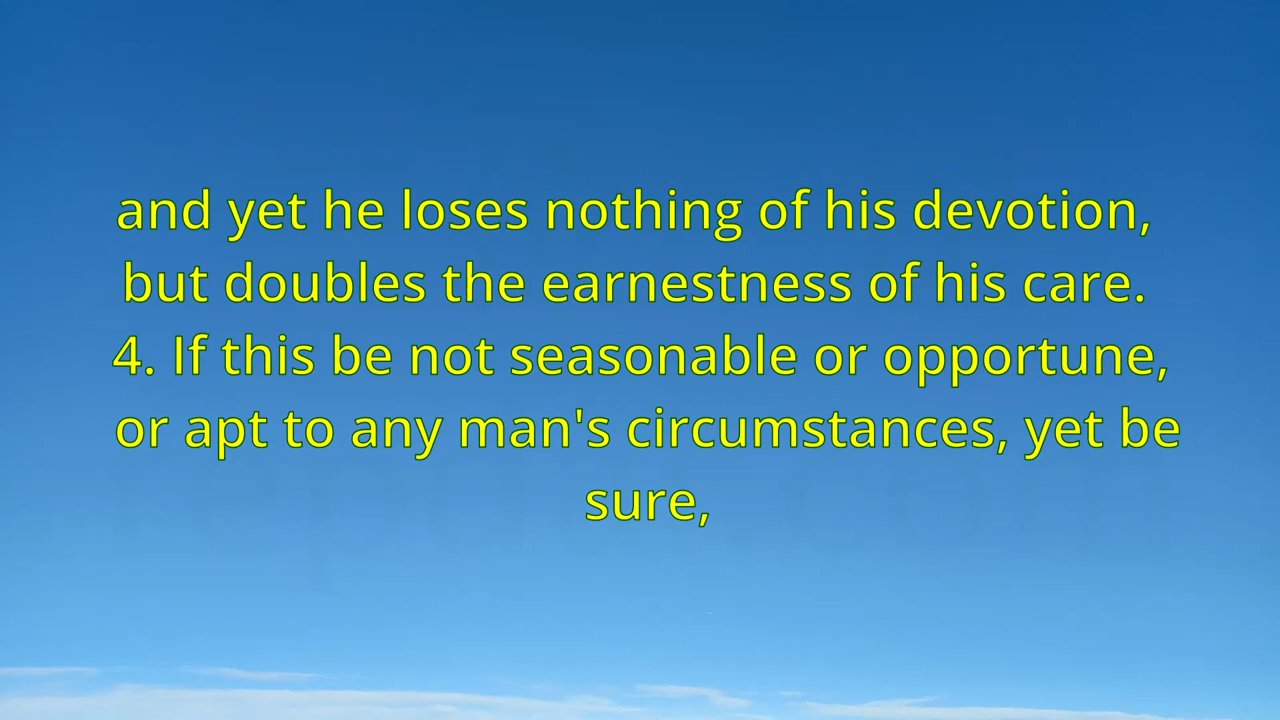 and yet he loses nothing of his devotion,
but doubles the earnestness of his care.
4. If this be not seasonable or opportune,
or apt to any man's circumstances, yet be
sure,